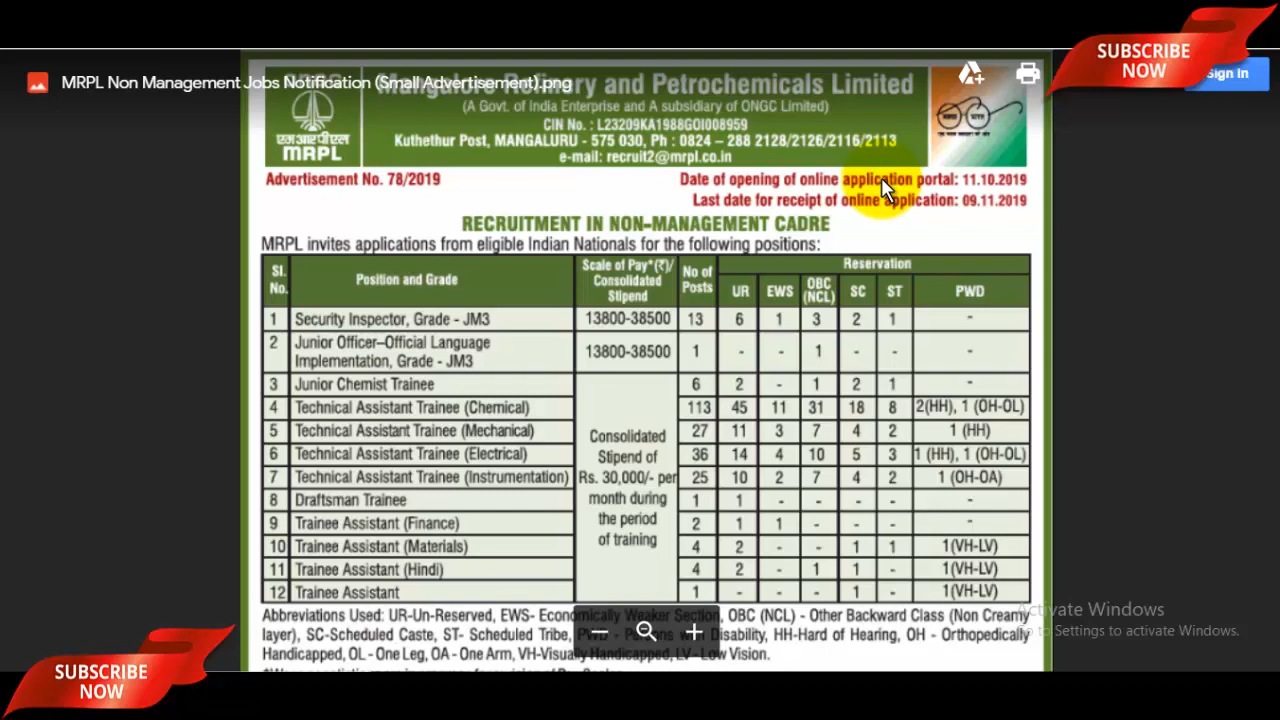 SUBSCRIBE
NOW
MRPL Non Management Jobs Notification (Small Advertisement).png
Sign In
Mangalore Refinery and Petrochemicals Limited
(A Govt. of India Enterprise and A subsidiary of ONGC Limited)
CIN No. : L23209KA1988GOI008959
Kuthethur Post, MANGALURU - 575 030, Ph : 0824 – 288 2128/2126/2116/2113
e-mail: recruit2@mrpl.co.in
एमआरपीएल
MRPL
Advertisement No. 78/2019
Date of opening of online application portal: 11.10.2019
Last date for receipt of online application: 09.11.2019
RECRUITMENT IN NON-MANAGEMENT CADRE
MRPL invites applications from eligible Indian Nationals for the following positions:
Sl. No. Position and Grade Scale of Pay*(₹)/ Consolidated Stipend No of Posts Reservation
UR EWS OBC (NCL) SC ST PWD
1 Security Inspector, Grade - JM3 13800-38500 13 6 1 3 2 1 -
2 Junior Officer–Official Language Implementation, Grade - JM3 13800-38500 1 - - 1 - - -
3 Junior Chemist Trainee 6 2 - 1 2 1 -
4 Technical Assistant Trainee (Chemical) 113 45 11 31 18 8 2(HH), 1 (OH-OL)
5 Technical Assistant Trainee (Mechanical) 27 11 3 7 4 2 1 (HH)
6 Technical Assistant Trainee (Electrical) 36 14 4 10 5 3 1 (HH), 1 (OH-OL)
7 Technical Assistant Trainee (Instrumentation) 25 10 2 7 4 2 1 (OH-OA)
8 Draftsman Trainee 1 1 - - - - -
9 Trainee Assistant (Finance) 2 1 1 - - - -
10 Trainee Assistant (Materials) 4 2 - - 1 1 1(VH-LV)
11 Trainee Assistant (Hindi) 4 2 - 1 1 - 1(VH-LV)
12 Trainee Assistant 1 - - - 1 - 1(VH-LV)
Consolidated
Stipend of
Rs. 30,000/- per
month during
the period
of training
Abbreviations Used: UR-Un-Reserved, EWS- Economically Weaker Section, OBC (NCL) - Other Backward Class (Non Creamy
layer), SC-Scheduled Caste, ST- Scheduled Tribe, PWD - Persons with Disability, HH-Hard of Hearing, OH - Orthopedically
Handicapped, OL - One Leg, OA - One Arm, VH-Visually Handicapped, LV - Low Vision.
Activate Windows
Go to Settings to activate Windows.
SUBSCRIBE
NOW